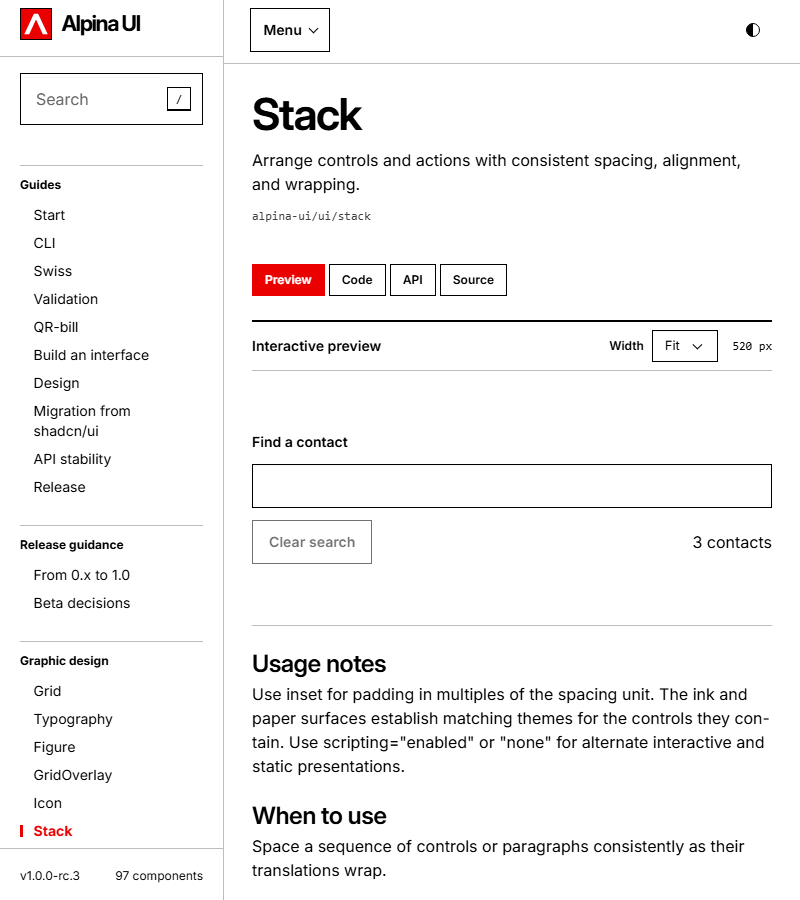 Alpina UI
Search /
Guides
Start
CLI
Swiss
Validation
QR-bill
Build an interface
Design
Migration from
shadcn/ui
API stability
Release
Release guidance
From 0.x to 1.0
Beta decisions
Graphic design
Grid
Typography
Figure
GridOverlay
Icon
Stack
v1.0.0-rc.3 97 components
Menu
Stack
Arrange controls and actions with consistent spacing, alignment,
and wrapping.
alpina-ui/ui/stack
Preview Code API Source
Interactive preview Width Fit 520 px
Find a contact
Clear search 3 contacts
Usage notes
Use inset for padding in multiples of the spacing unit. The ink and
paper surfaces establish matching themes for the controls they con-
tain. Use scripting="enabled" or "none" for alternate interactive and
static presentations.
When to use
Space a sequence of controls or paragraphs consistently as their
translations wrap.